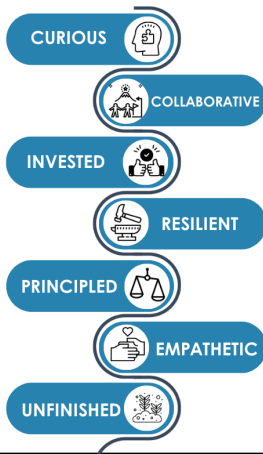 CURIOUS
COLLABORATIVE
INVESTED
RESILIENT
PRINCIPLED
EMPATHETIC
UNFINISHED